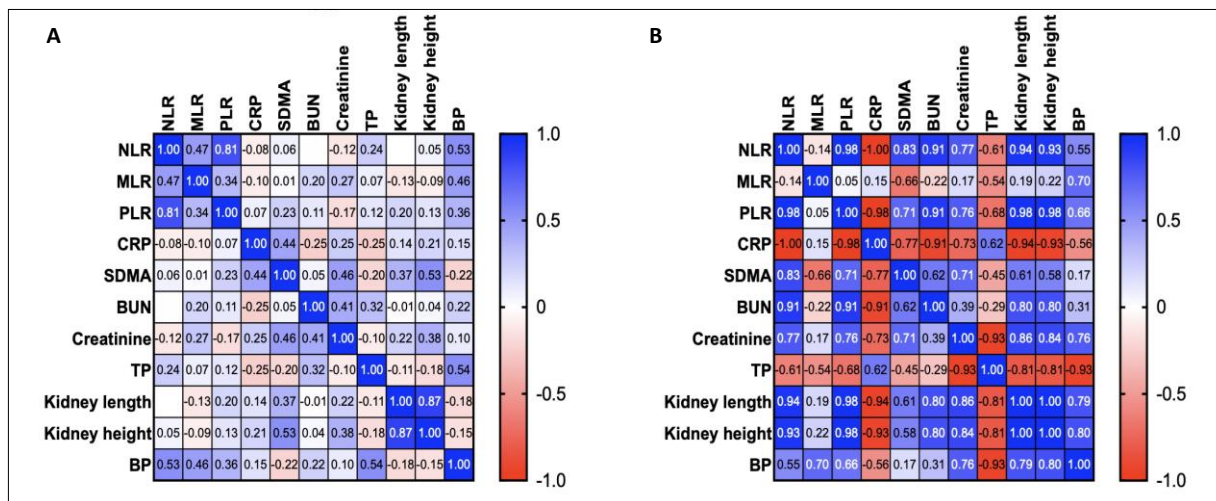 A
B
NLR MLR PLR CRP SDMA BUN Creatinine TP Kidney length Kidney height BP
NLR 1.00 0.47 0.81 -0.08 0.06 -0.12 0.24 0.05 0.53
MLR 0.47 1.00 0.34 -0.10 0.01 0.20 0.27 0.07 -0.13 -0.09 0.46
PLR 0.81 0.34 1.00 0.07 0.23 0.11 -0.17 0.12 0.20 0.13 0.36
CRP -0.08 -0.10 0.07 1.00 0.44 -0.25 0.25 -0.25 0.14 0.21 0.15
SDMA 0.06 0.01 0.23 0.44 1.00 0.05 0.46 -0.20 0.37 0.53 -0.22
BUN 0.20 0.11 -0.25 0.05 1.00 0.41 0.32 -0.01 0.04 0.22
Creatinine -0.12 0.27 -0.17 0.25 0.46 0.41 1.00 -0.10 0.22 0.38 0.10
TP 0.24 0.07 0.12 -0.25 -0.20 0.32 -0.10 1.00 -0.11 -0.18 0.54
Kidney length -0.13 0.20 0.14 0.37 -0.01 0.22 -0.11 1.00 0.87 -0.18
Kidney height 0.05 -0.09 0.13 0.21 0.53 0.04 0.38 -0.18 0.87 1.00 -0.15
BP 0.53 0.46 0.36 0.15 -0.22 0.22 0.10 0.54 -0.18 -0.15 1.00
1.0
0.5
0
-0.5
-1.0
NLR MLR PLR CRP SDMA BUN Creatinine TP Kidney length Kidney height BP
NLR 1.00 -0.14 0.98 -1.00 0.83 0.91 0.77 -0.61 0.94 0.93 0.55
MLR -0.14 1.00 0.05 0.15 -0.66 -0.22 0.17 -0.54 0.19 0.22 0.70
PLR 0.98 0.05 1.00 -0.98 0.71 0.91 0.76 -0.68 0.98 0.98 0.66
CRP -1.00 0.15 -0.98 1.00 -0.77 -0.91 -0.73 0.62 -0.94 -0.93 -0.56
SDMA 0.83 -0.66 0.71 -0.77 1.00 0.62 0.71 -0.45 0.61 0.58 0.17
BUN 0.91 -0.22 0.91 -0.91 0.62 1.00 0.39 -0.29 0.80 0.80 0.31
Creatinine 0.77 0.17 0.76 -0.73 0.71 0.39 1.00 -0.93 0.86 0.84 0.76
TP -0.61 -0.54 -0.68 0.62 -0.45 -0.29 -0.93 1.00 -0.81 -0.81 -0.93
Kidney length 0.94 0.19 0.98 -0.94 0.61 0.80 0.86 -0.81 1.00 1.00 0.79
Kidney height 0.93 0.22 0.98 -0.93 0.58 0.80 0.84 -0.81 1.00 1.00 0.80
BP 0.55 0.70 0.66 -0.56 0.17 0.31 0.76 -0.93 0.79 0.80 1.00
1.0
0.5
0
-0.5
-1.0